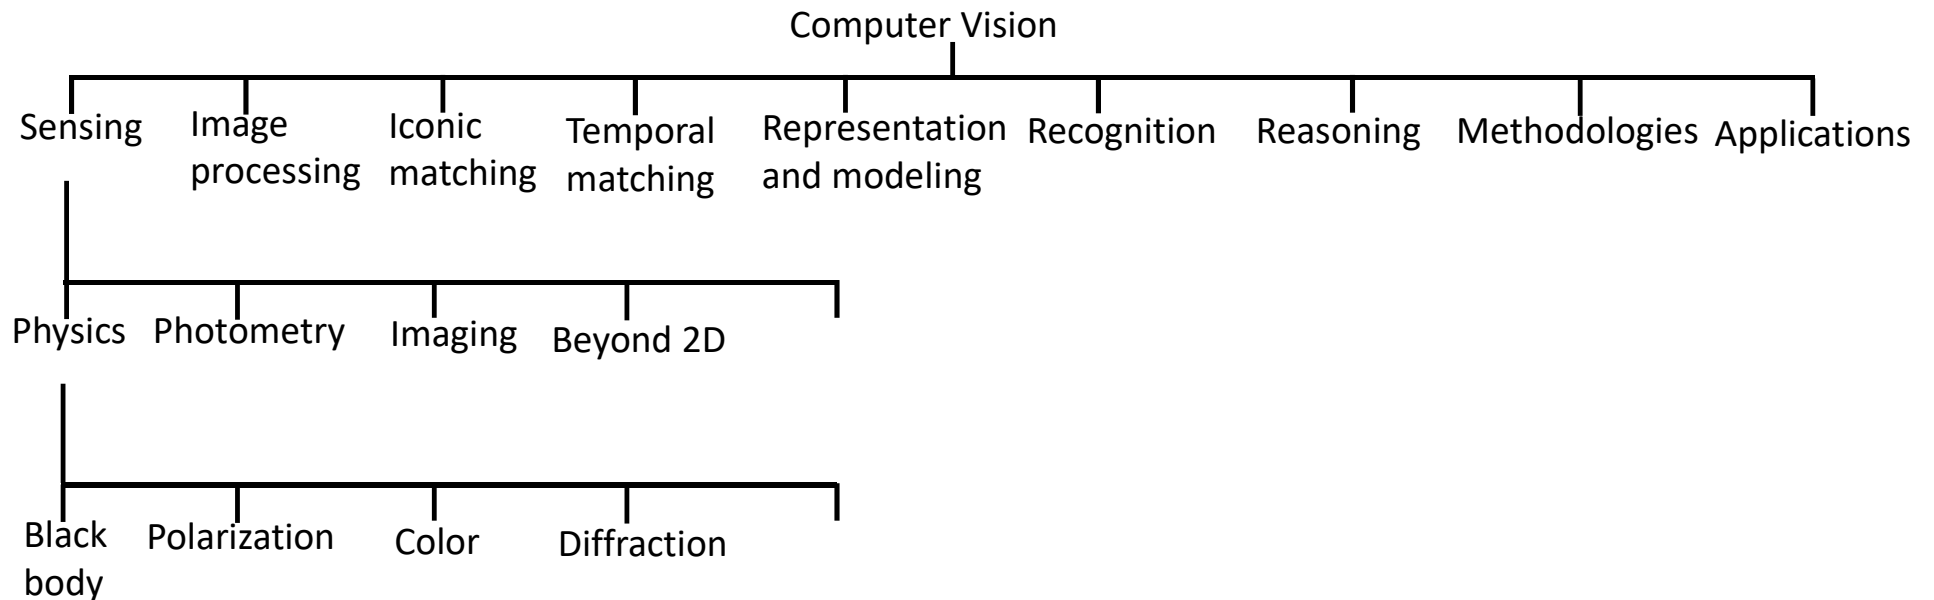 Computer Vision
Sensing
Image
processing
Iconic
matching
Temporal
matching
Representation
and modeling
Recognition
Reasoning
Methodologies
Applications
Physics
Photometry
Imaging
Beyond 2D
Black
body
Polarization
Color
Diffraction